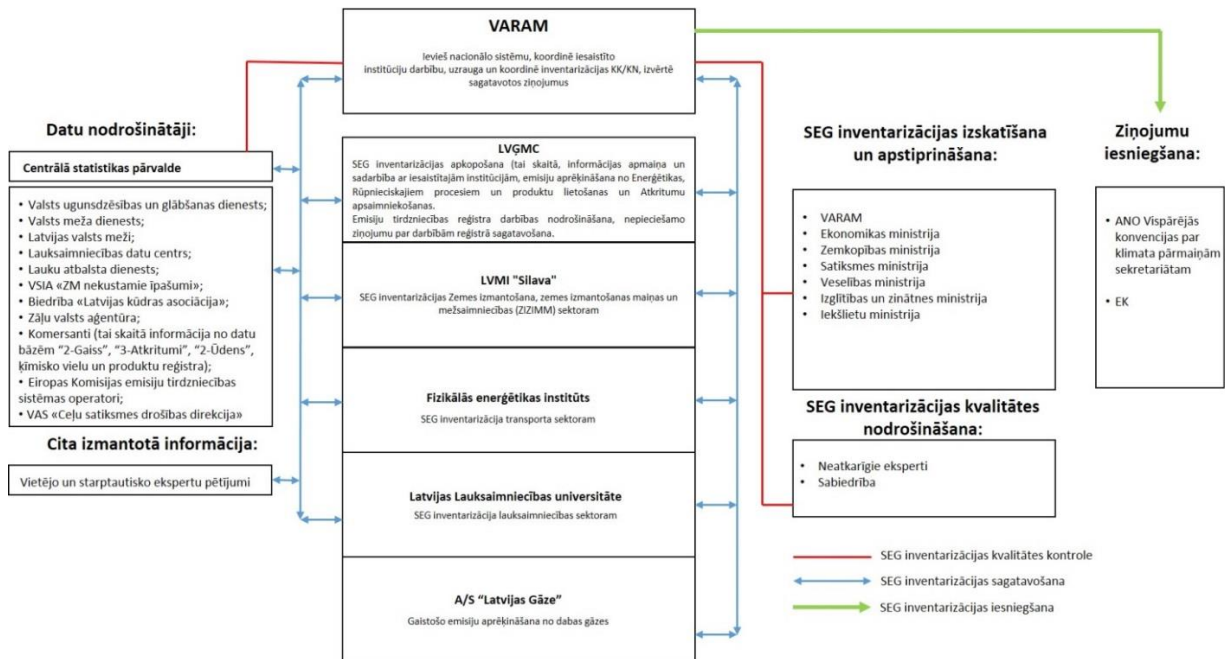 VARAM
Ievieš nacionālo sistēmu, koordinē iesaistīto
institūciju darbību, uzrauga un koordinē inventarizācijas KK/KN, izvērtē
sagatavotos ziņojumus
Datu nodrošinātāji:
Centrālā statistikas pārvalde
• Valsts ugunsdzēsības un glābšanas dienests;
• Valsts meža dienests;
• Latvijas valsts meži;
• Lauksaimniecības datu centrs;
• Lauku atbalsta dienests;
• VSIA «ZM nekustamie īpašumi»;
• Biedrība «Latvijas kūdras asociācija»;
• Zāļu valsts aģentūra;
• Komersanti (tai skaitā informācija no datu
bāzēm “2-Gaiss”, “3-Atkritumi”, “2-Ūdens”,
ķīmisko vielu un produktu reģistra);
• Eiropas Komisijas emisiju tirdzniecības
sistēmas operatori;
• VAS «Ceļu satiksmes drošības direkcija»
Cita izmantotā informācija:
Vietējo un starptautisko ekspertu pētījumi
LVĢMC
SEG inventarizācijas apkopošana (tai skaitā, informācijas apmaiņa un
sadarbība ar iesaistītajām institūcijām, emisiju aprēķināšana no Enerģētikas,
Rūpnieciskajiem procesiem un produktu lietošanas un Atkritumu
apsaimniekošanas.
Emisiju tirdzniecības reģistra darbības nodrošināšana, nepieciešamo
ziņojumu par darbībām reģistrā sagatavošana.
LVMI "Silava"
SEG inventarizācijas Zemes izmantošana, zemes izmantošanas maiņas un
mežsaimniecības (ZIZIMM) sektoram
Fizikālās enerģētikas institūts
SEG inventarizācija transporta sektoram
Latvijas Lauksaimniecības universitāte
SEG inventarizācija lauksaimniecības sektoram
A/S “Latvijas Gāze”
Gaistošo emisiju aprēķināšana no dabas gāzes
SEG inventarizācijas izskatīšana
un apstiprināšana:
• VARAM
• Ekonomikas ministrija
• Zemkopības ministrija
• Satiksmes ministrija
• Veselības ministrija
• Izglītības un zinātnes ministrija
• Iekšlietu ministrija
SEG inventarizācijas kvalitātes
nodrošināšana:
• Neatkarīgie eksperti
• Sabiedrība
Ziņojumu
iesniegšana:
• ANO Vispārējās
konvencijas par
klimata pārmaiņām
sekretariātam
• EK
SEG inventarizācijas kvalitātes kontrole
SEG inventarizācijas sagatavošana
SEG inventarizācijas iesniegšana